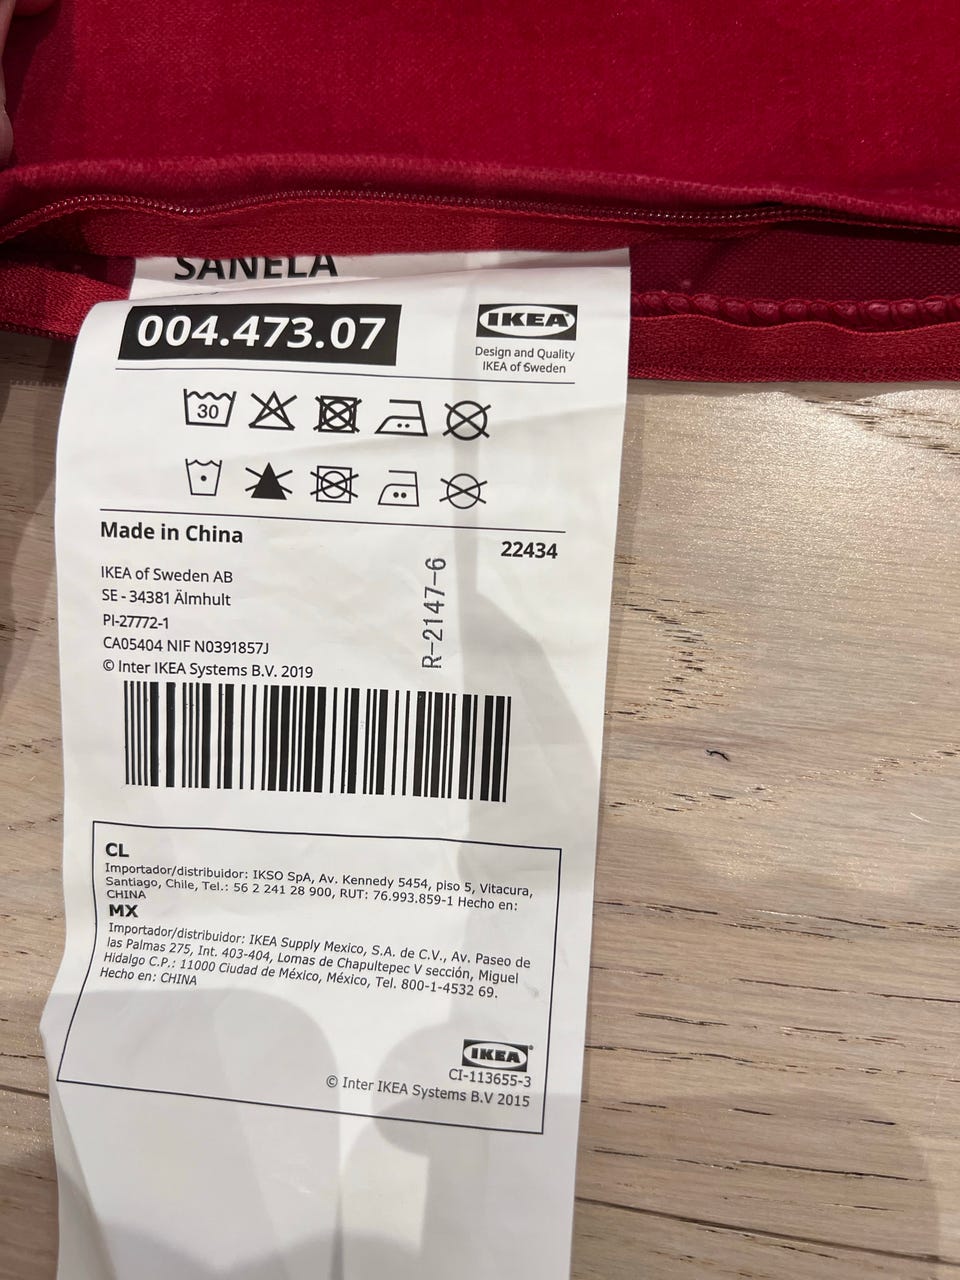 SANELA
004.473.07
IKEA
Design and Quality
IKEA of Sweden
30
Made in China
22434
IKEA of Sweden AB
SE - 34381 Älmhult
PI-27772-1
CA05404 NIF N0391857J
© Inter IKEA Systems B.V. 2019
R-2147-6
CL
Importador/distribuidor: IKSO SpA, Av. Kennedy 5454, piso 5, Vitacura,
Santiago, Chile, Tel.: 56 2 241 28 900, RUT: 76.993.859-1 Hecho en:
CHINA
MX
Importador/distribuidor: IKEA Supply Mexico, S.A. de C.V., Av. Paseo de
las Palmas 275, Int. 403-404, Lomas de Chapultepec V sección, Miguel
Hidalgo C.P.: 11000 Ciudad de México, México, Tel. 800-1-4532 69.
Hecho en: CHINA
IKEA®
CI-113655-3
© Inter IKEA Systems B.V 2015